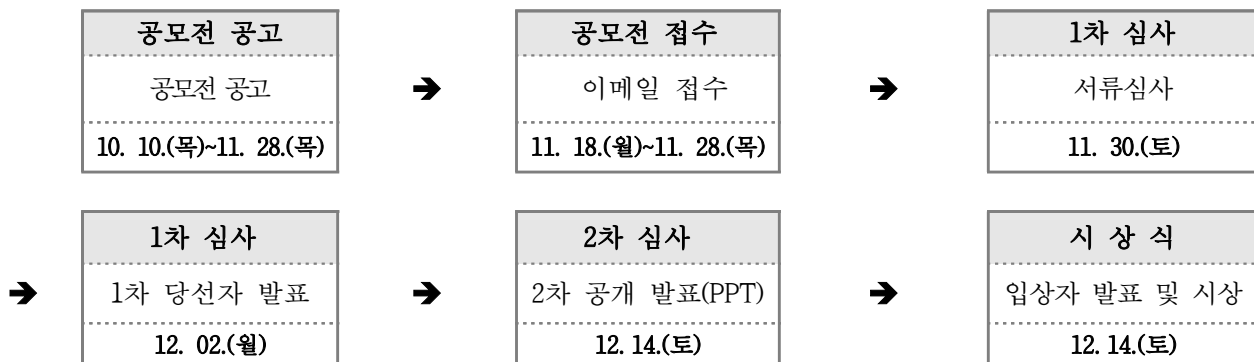 공모전 공고
공모전 공고
10. 10.(목)~11. 28.(목)
➔
공모전 접수
이메일 접수
11. 18.(월)~11. 28.(목)
➔
1차 심사
서류심사
11. 30.(토)
➔
1차 심사
1차 당선자 발표
12. 02.(월)
➔
2차 심사
2차 공개 발표(PPT)
12. 14.(토)
➔
시 상 식
입상자 발표 및 시상
12. 14.(토)